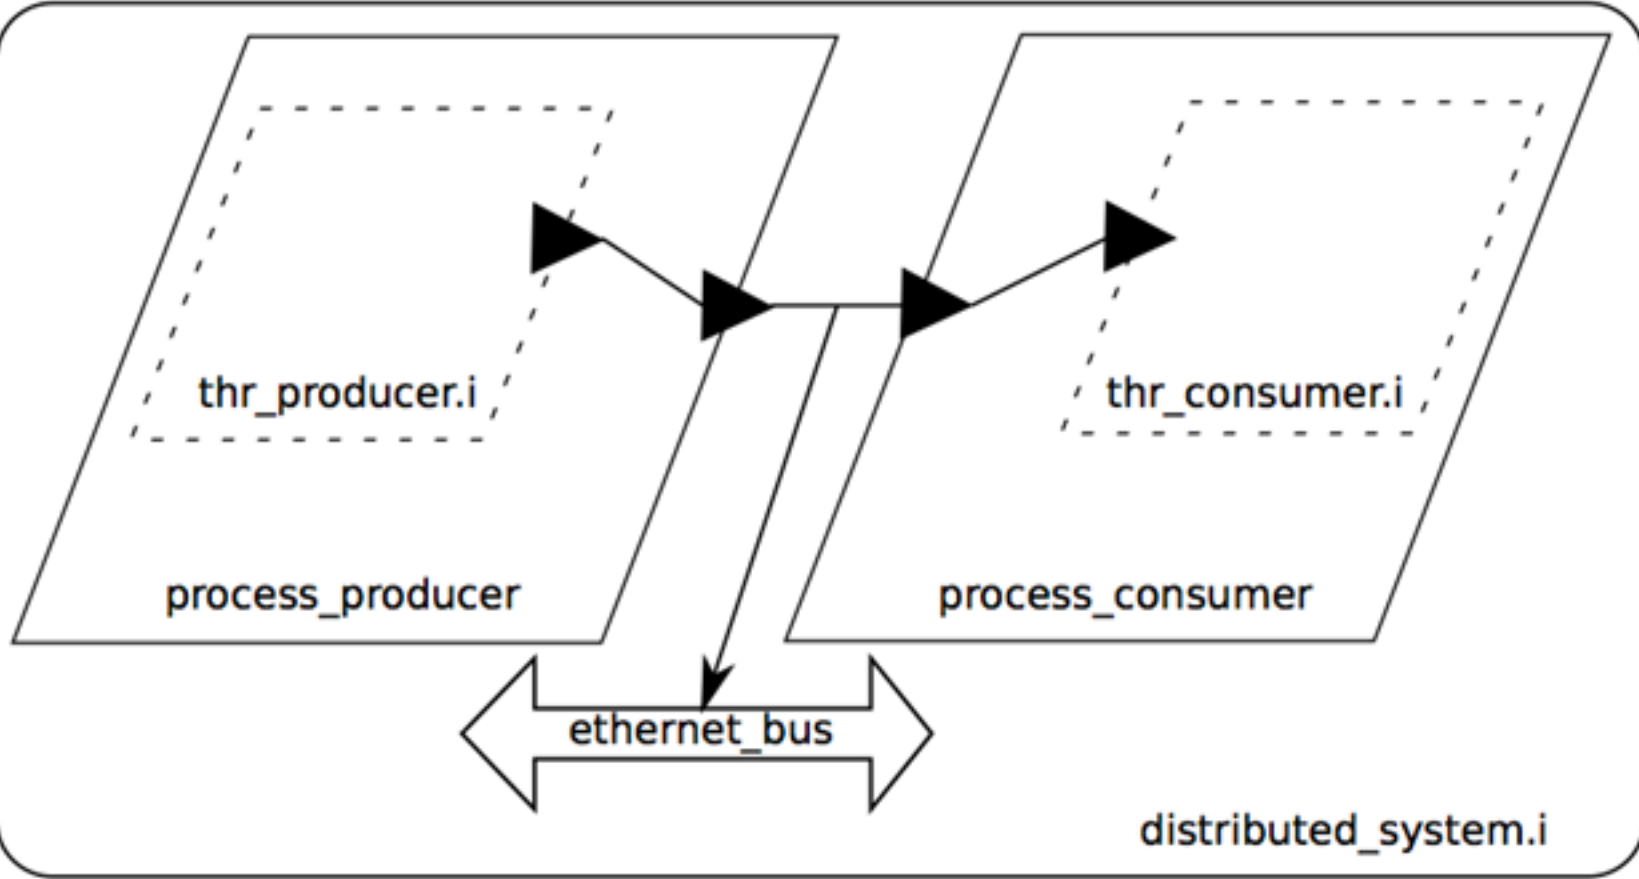 thr_producer.i
thr_consumer.i
process_producer
process_consumer
ethernet_bus
distributed_system.i